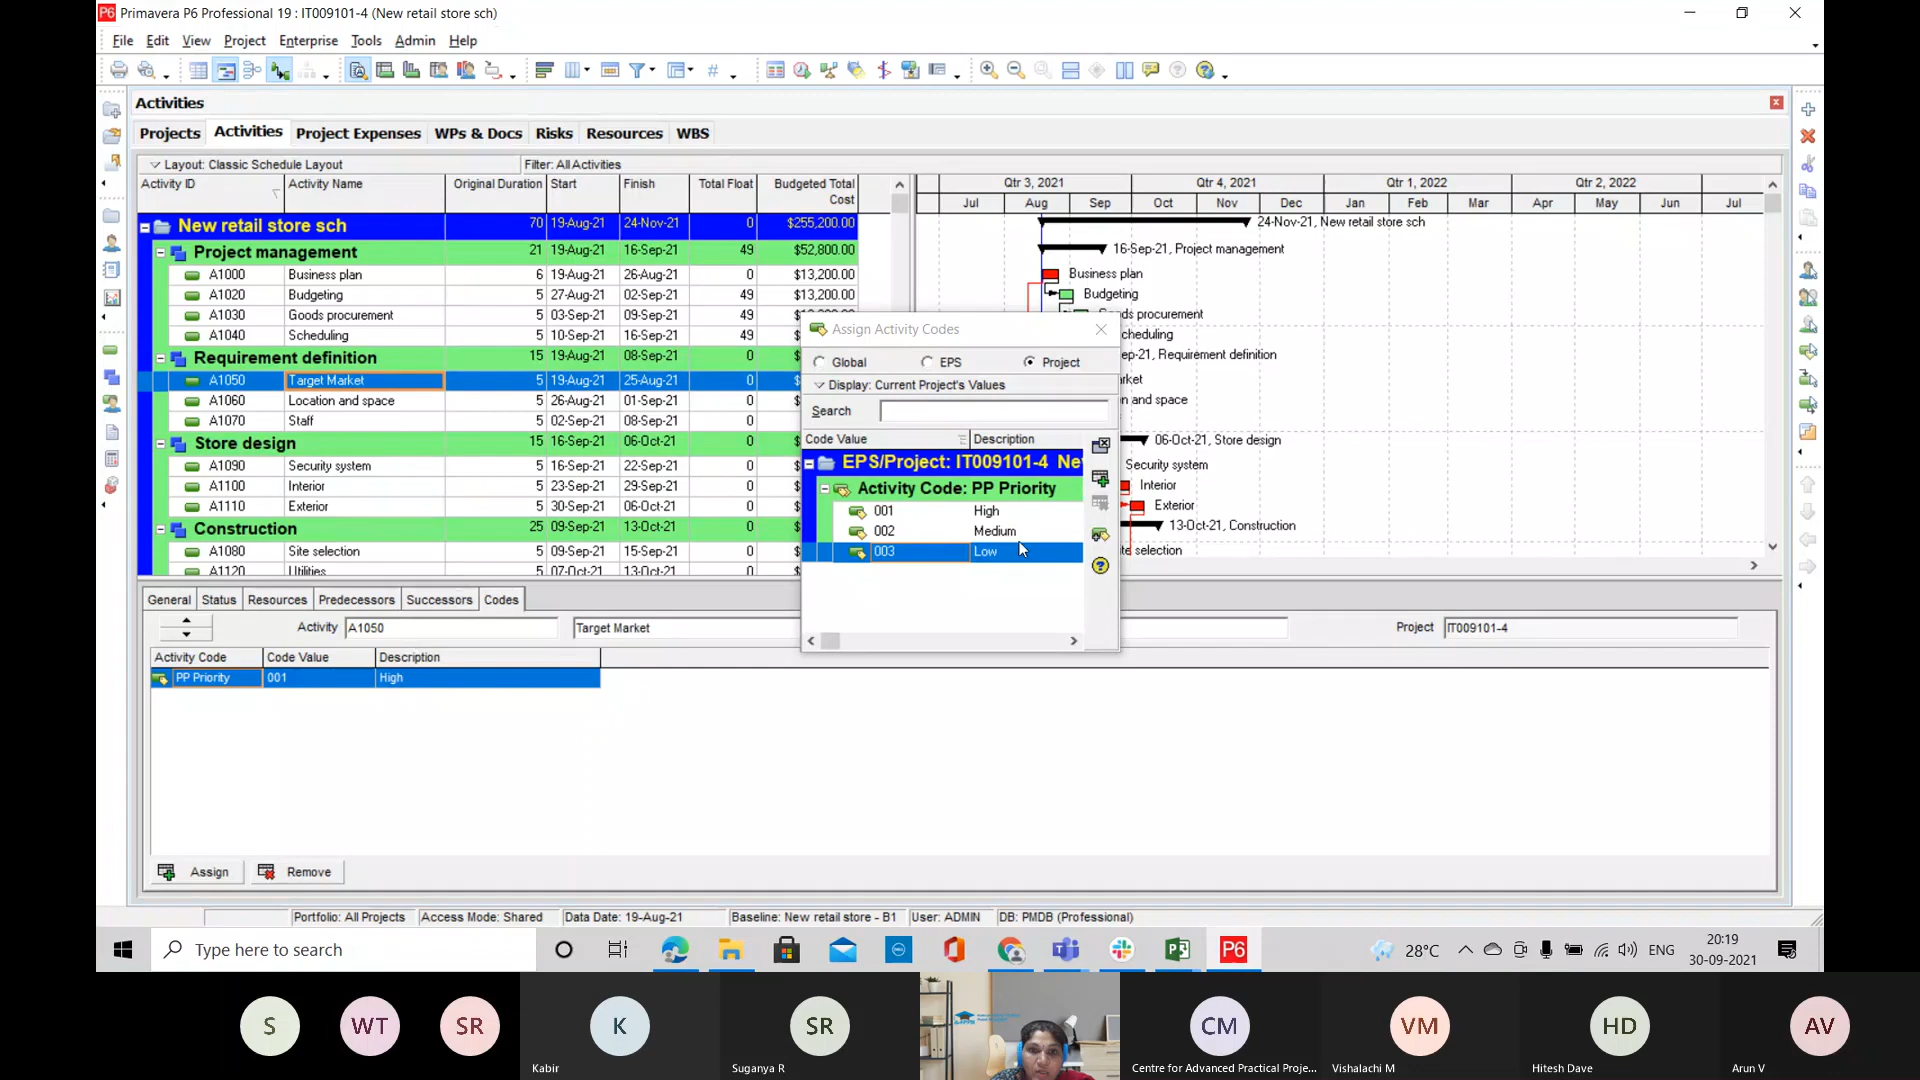 P6 Primavera P6 Professional 19 : IT009101-4 (New retail store sch)
File Edit View Project Enterprise Tools Admin Help
Activities
Projects Activities Project Expenses WPs & Docs Risks Resources WBS
Layout: Classic Schedule Layout Filter: All Activities
Activity ID Activity Name Original Duration Start Finish Total Float Budgeted Total Cost
Qtr 3, 2021 Qtr 4, 2021 Qtr 1, 2022 Qtr 2, 2022
Jul Aug Sep Oct Nov Dec Jan Feb Mar Apr May Jun Jul
New retail store sch 70 19-Aug-21 24-Nov-21 0 $255,200.00 24-Nov-21, New retail store sch
Project management 21 19-Aug-21 16-Sep-21 49 $52,800.00 16-Sep-21, Project management
A1000 Business plan 6 19-Aug-21 26-Aug-21 0 $13,200.00 Business plan
A1020 Budgeting 5 27-Aug-21 02-Sep-21 49 $13,200.00 Budgeting
A1030 Goods procurement 5 03-Sep-21 09-Sep-21 49 ds procurement
A1040 Scheduling 5 10-Sep-21 16-Sep-21 49 cheduling
Requirement definition 15 19-Aug-21 08-Sep-21 0 $ ep-21, Requirement definition
A1050 Target Market 5 19-Aug-21 25-Aug-21 0 $ rket
A1060 Location and space 5 26-Aug-21 01-Sep-21 0 $ n and space
A1070 Staff 5 02-Sep-21 08-Sep-21 0 $
Store design 15 16-Sep-21 06-Oct-21 0 $ 06-Oct-21, Store design
A1090 Security system 5 16-Sep-21 22-Sep-21 0 $ Security system
A1100 Interior 5 23-Sep-21 29-Sep-21 0 $ Interior
A1110 Exterior 5 30-Sep-21 06-Oct-21 0 $ Exterior
Construction 25 09-Sep-21 13-Oct-21 0 $ 13-Oct-21, Construction
A1080 Site selection 5 09-Sep-21 15-Sep-21 0 $ te selection
A1120 Utilities 5 07-Oct-21 13-Oct-21 0 $
Assign Activity Codes
Global EPS Project
Display: Current Project's Values
Search
Code Value Description
EPS/Project: IT009101-4 Ne
Activity Code: PP Priority
001 High
002 Medium
003 Low
General Status Resources Predecessors Successors Codes
Activity A1050 Target Market Project IT009101-4
Activity Code Code Value Description
PP Priority 001 High
Assign Remove
Portfolio: All Projects Access Mode: Shared Data Date: 19-Aug-21 Baseline: New retail store - B1 User: ADMIN DB: PMDB (Professional)
Type here to search P6 28°C ENG 20:19
30-09-2021
S WT SR K SR CM VM HD AV
Kabir Suganya R Centre for Advanced Practical Proje... Vishalachi M Hitesh Dave Arun V